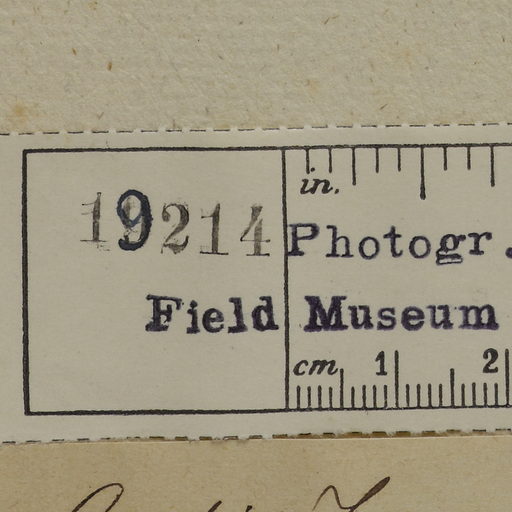 in.
19214 Photogr.
Field Museum
cm 1 2